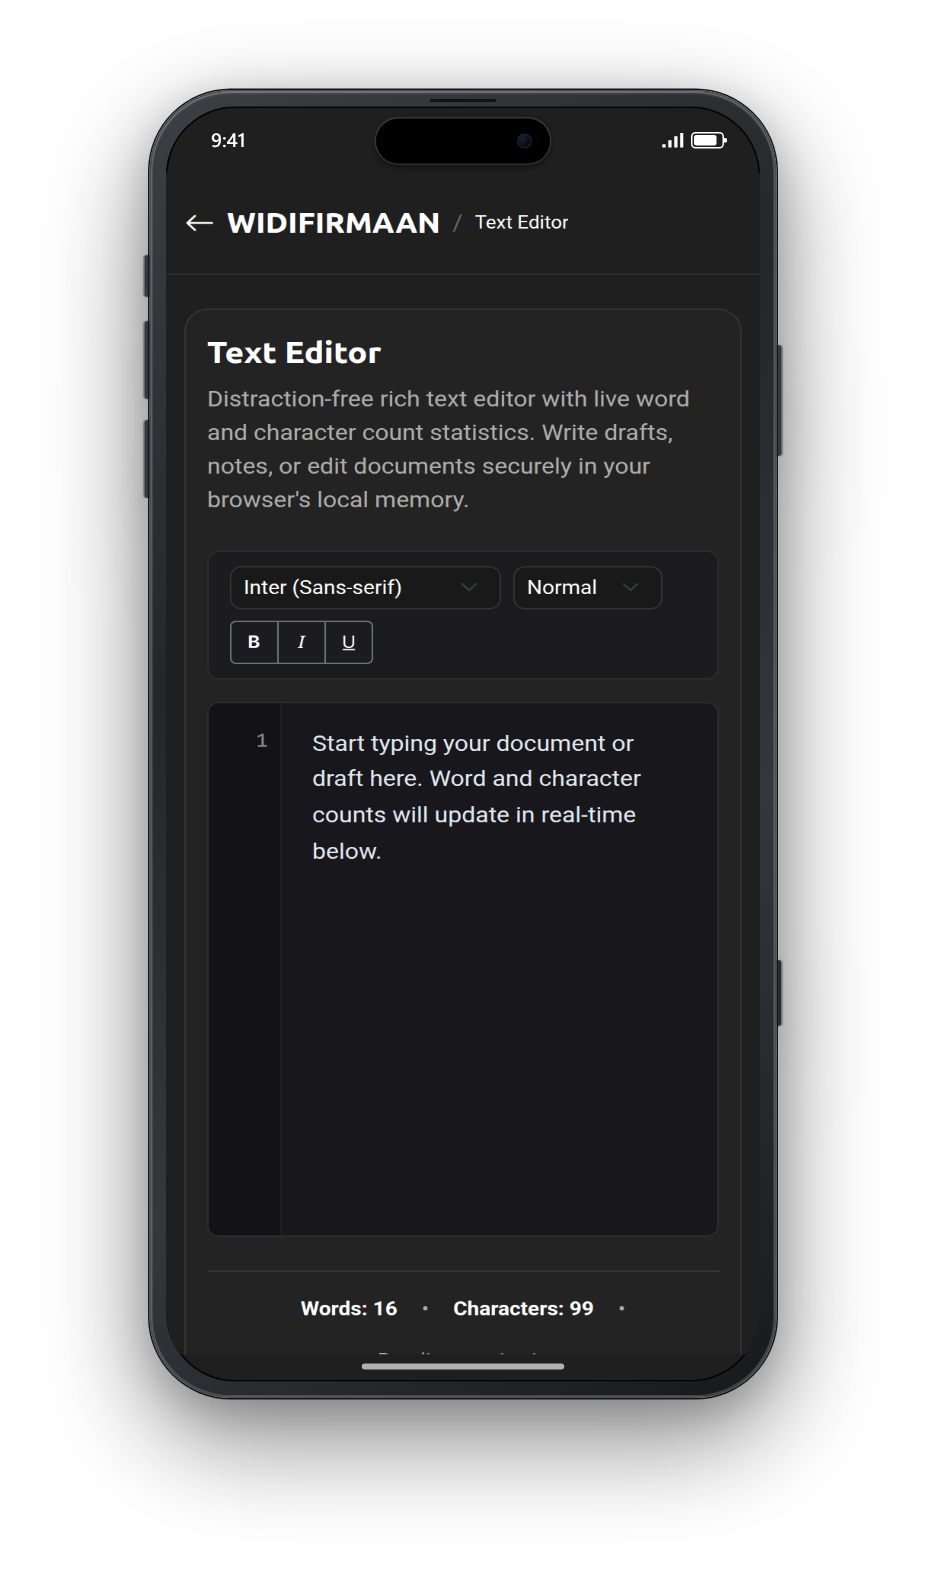 9:41
WIDIFIRMAAN / Text Editor
Text Editor
Distraction-free rich text editor with live word
and character count statistics. Write drafts,
notes, or edit documents securely in your
browser's local memory.
Inter (Sans-serif) Normal
B I U
1
Start typing your document or
draft here. Word and character
counts will update in real-time
below.
Words: 16 • Characters: 99 •